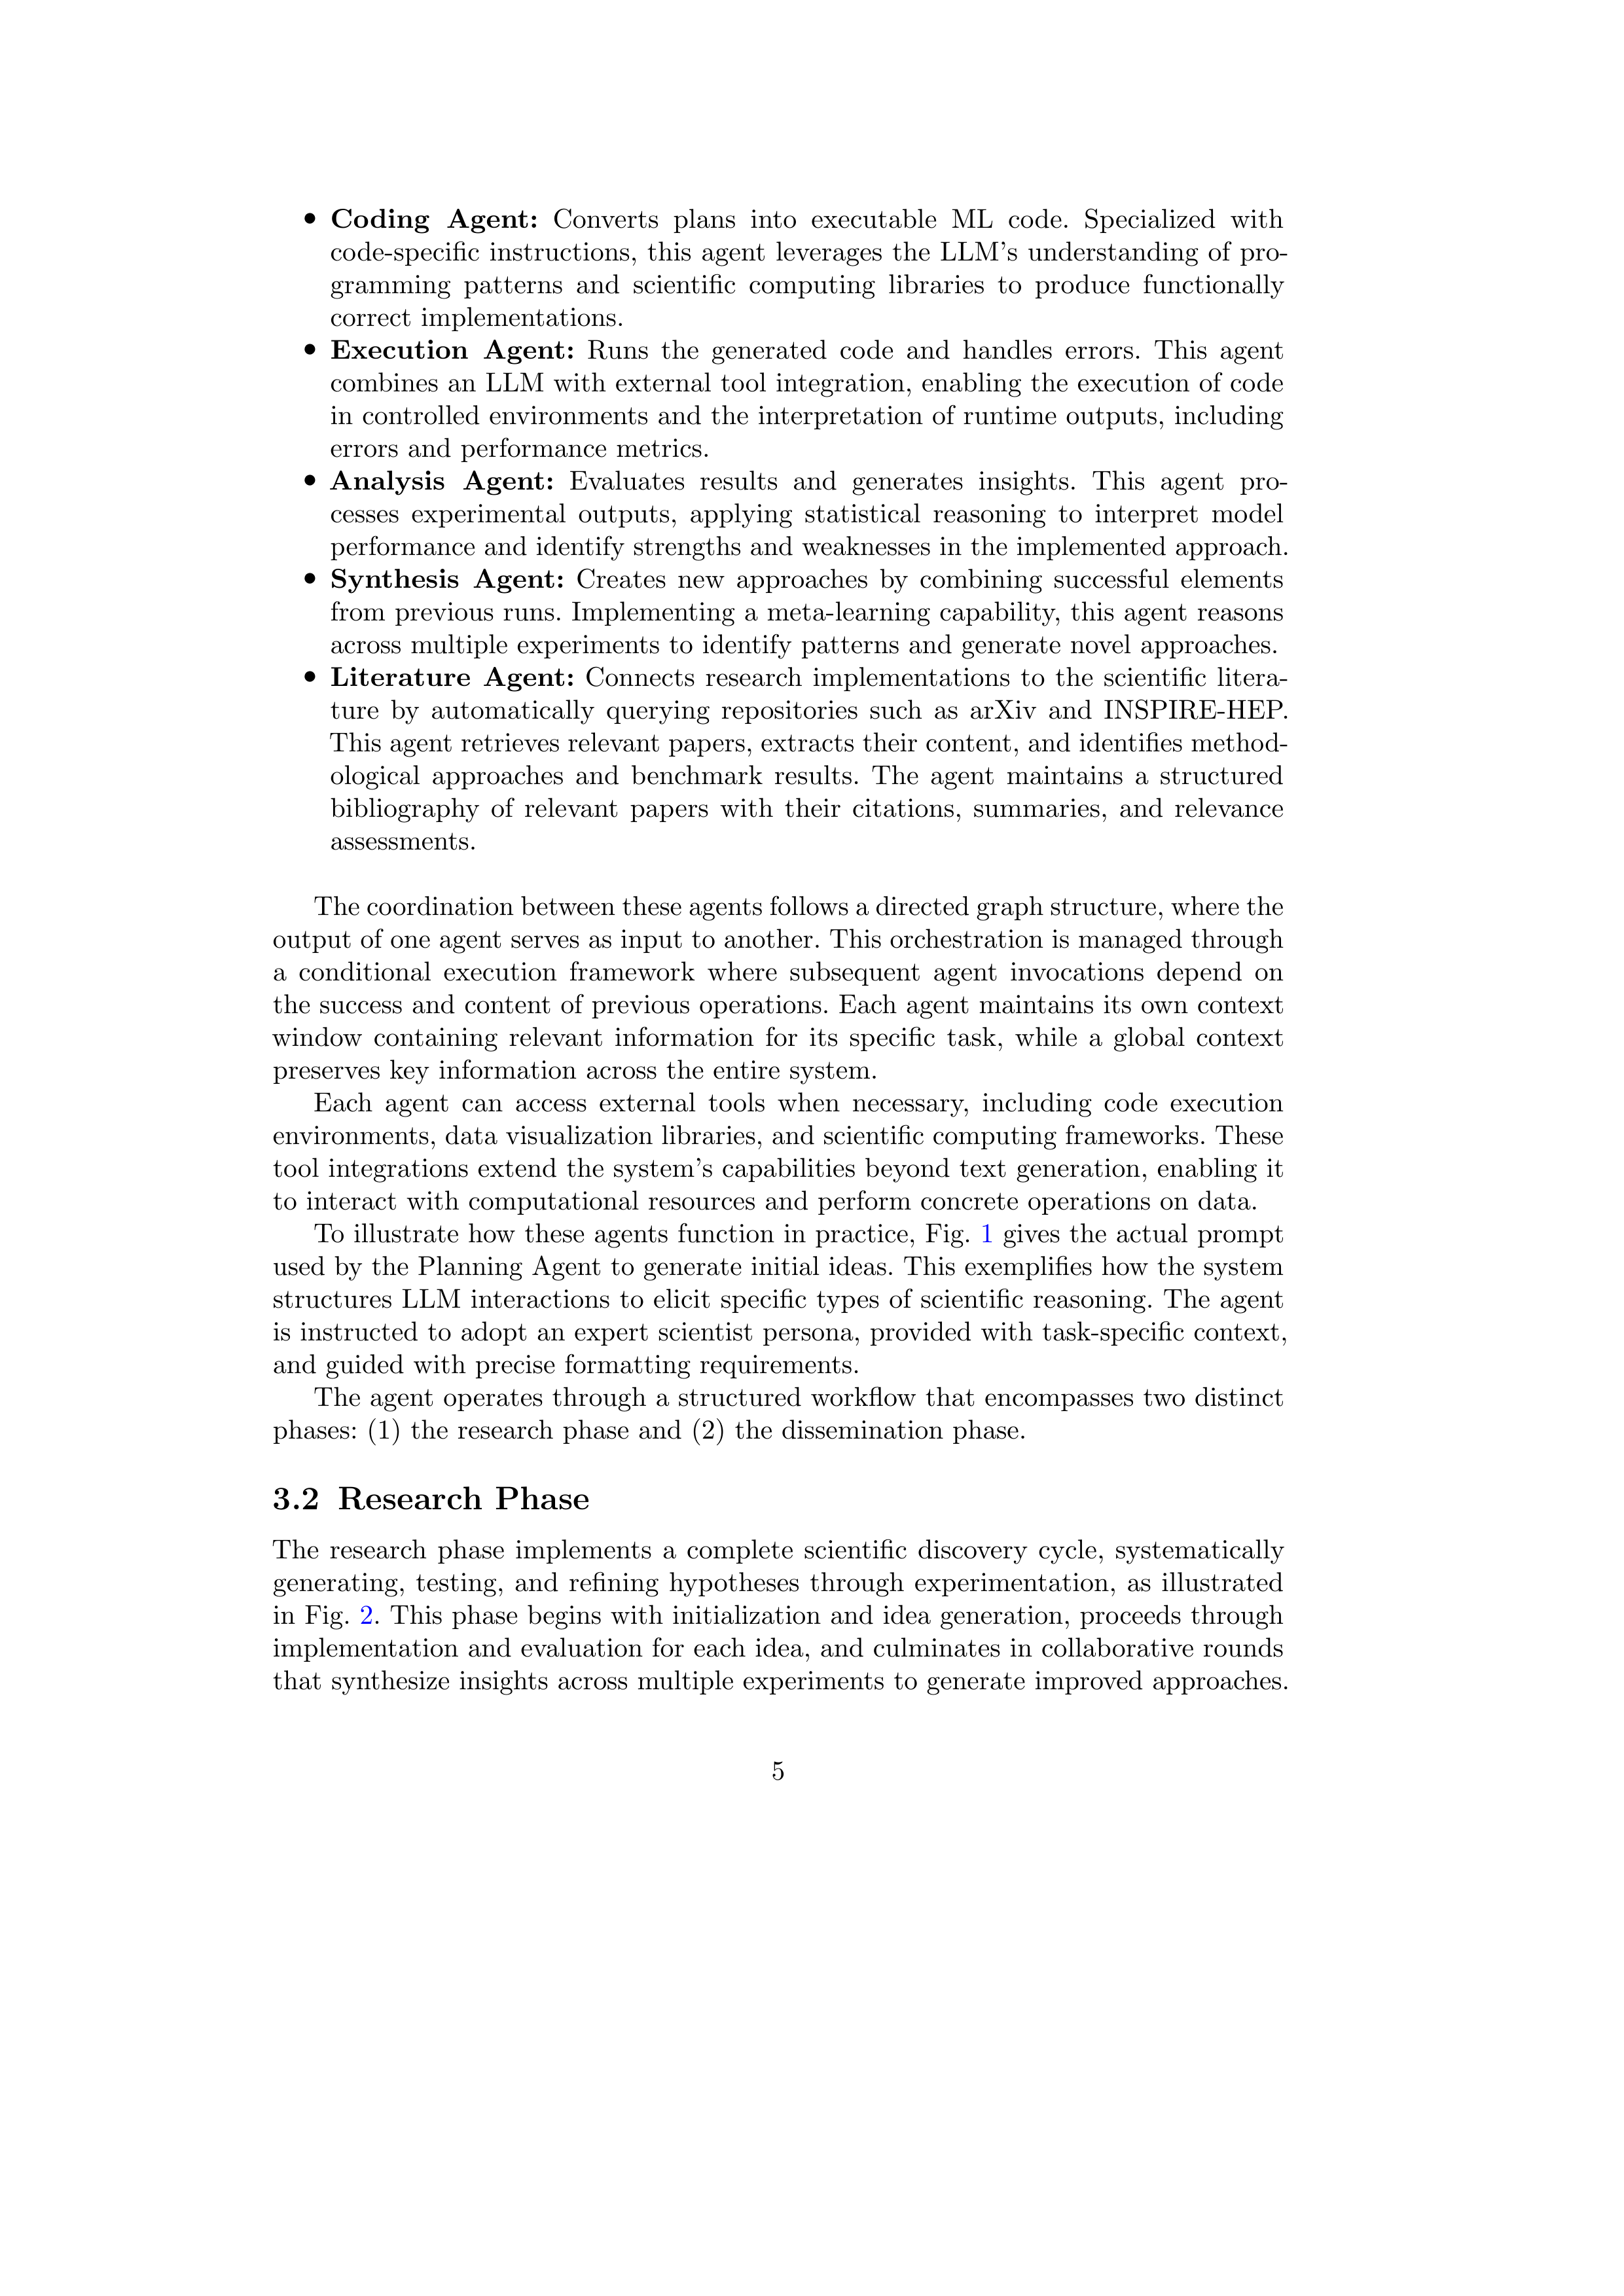 • Coding Agent: Converts plans into executable ML code. Specialized with
code-specific instructions, this agent leverages the LLM's understanding of pro-
gramming patterns and scientific computing libraries to produce functionally
correct implementations.
• Execution Agent: Runs the generated code and handles errors. This agent
combines an LLM with external tool integration, enabling the execution of code
in controlled environments and the interpretation of runtime outputs, including
errors and performance metrics.
• Analysis Agent: Evaluates results and generates insights. This agent pro-
cesses experimental outputs, applying statistical reasoning to interpret model
performance and identify strengths and weaknesses in the implemented approach.
• Synthesis Agent: Creates new approaches by combining successful elements
from previous runs. Implementing a meta-learning capability, this agent reasons
across multiple experiments to identify patterns and generate novel approaches.
• Literature Agent: Connects research implementations to the scientific litera-
ture by automatically querying repositories such as arXiv and INSPIRE-HEP.
This agent retrieves relevant papers, extracts their content, and identifies method-
ological approaches and benchmark results. The agent maintains a structured
bibliography of relevant papers with their citations, summaries, and relevance
assessments.
The coordination between these agents follows a directed graph structure, where the
output of one agent serves as input to another. This orchestration is managed through
a conditional execution framework where subsequent agent invocations depend on
the success and content of previous operations. Each agent maintains its own context
window containing relevant information for its specific task, while a global context
preserves key information across the entire system.
Each agent can access external tools when necessary, including code execution
environments, data visualization libraries, and scientific computing frameworks. These
tool integrations extend the system's capabilities beyond text generation, enabling it
to interact with computational resources and perform concrete operations on data.
To illustrate how these agents function in practice, Fig. 1 gives the actual prompt
used by the Planning Agent to generate initial ideas. This exemplifies how the system
structures LLM interactions to elicit specific types of scientific reasoning. The agent
is instructed to adopt an expert scientist persona, provided with task-specific context,
and guided with precise formatting requirements.
The agent operates through a structured workflow that encompasses two distinct
phases: (1) the research phase and (2) the dissemination phase.
3.2 Research Phase
The research phase implements a complete scientific discovery cycle, systematically
generating, testing, and refining hypotheses through experimentation, as illustrated
in Fig. 2. This phase begins with initialization and idea generation, proceeds through
implementation and evaluation for each idea, and culminates in collaborative rounds
that synthesize insights across multiple experiments to generate improved approaches.
5